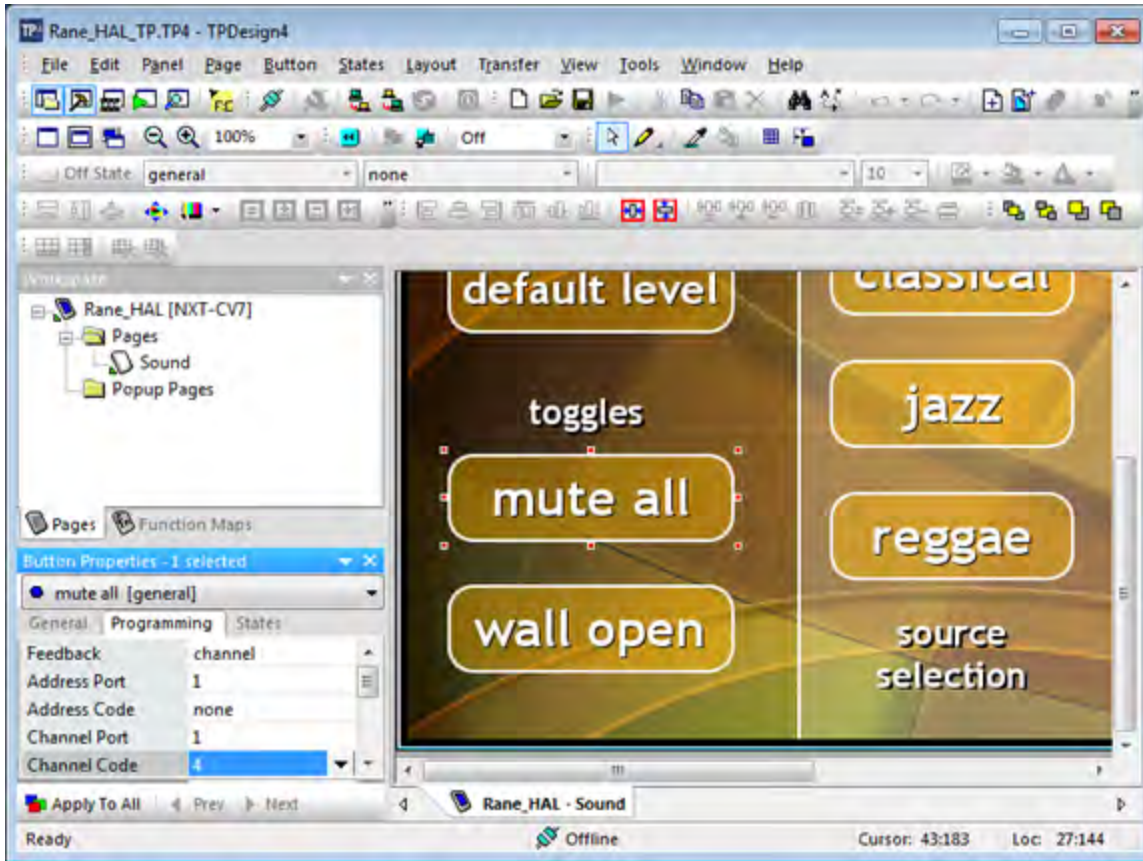 TP4 Rane_HAL_TP.TP4 - TPDesign4
File Edit Panel Page Button States Layout Transfer View Tools Window Help
100% Off
Off State general none 10
Workspace
Rane_HAL [NXT-CV7]
Pages
Sound
Popup Pages
Pages Function Maps
Button Properties - 1 selected
mute all [general]
General Programming States
Feedback channel
Address Port 1
Address Code none
Channel Port 1
Channel Code 4
Apply To All Prev Next
default level
toggles
mute all
wall open
classical
jazz
reggae
source
selection
Rane_HAL - Sound
Ready Offline Cursor: 43:183 Loc: 27:144